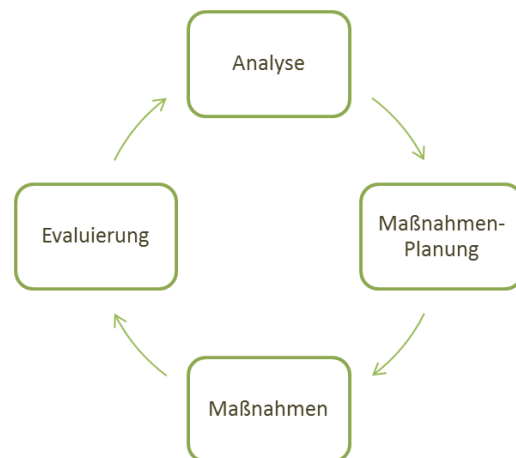 Analyse
Maßnahmen-
Planung
Maßnahmen
Evaluierung